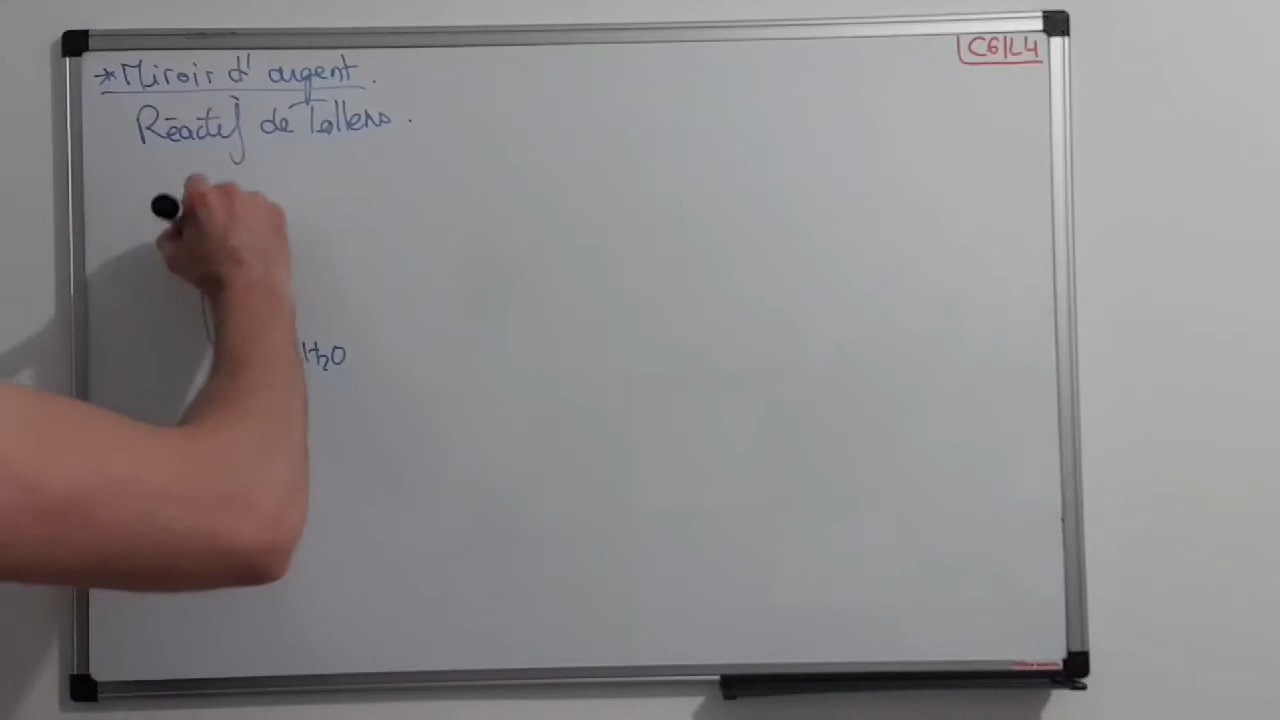 *Miroir d'argent.
C6/L4
Réactif de Tollens.
H₂O